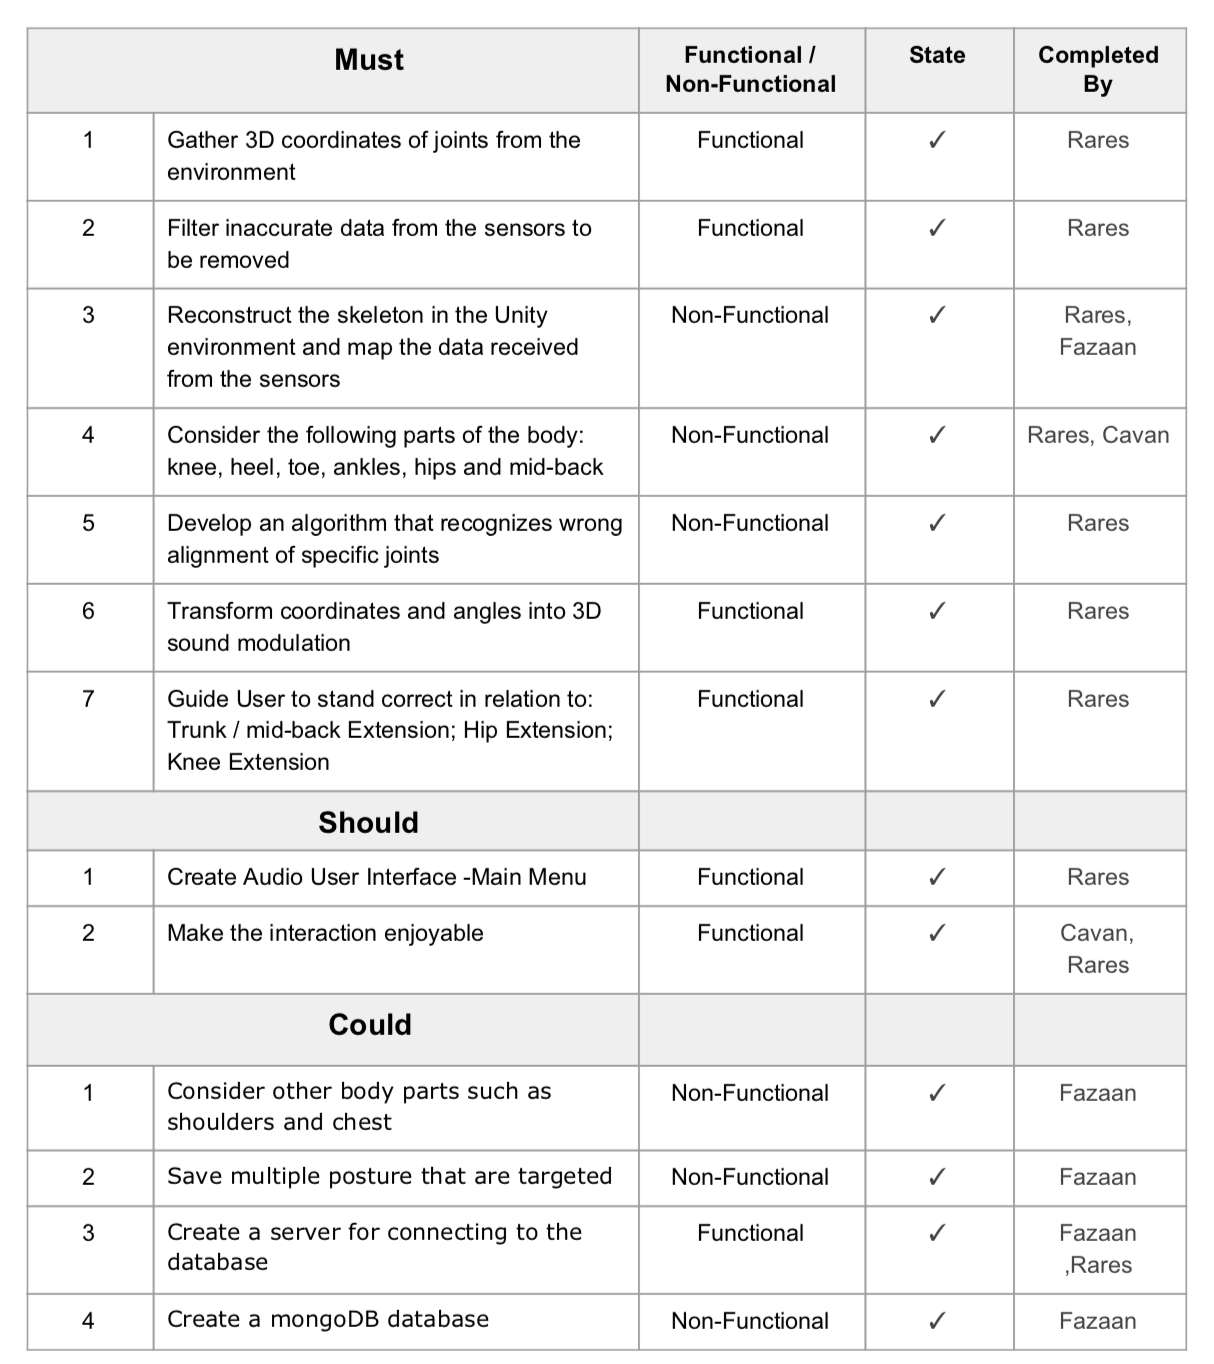 Must
Functional /
Non-Functional
State
Completed
By
1
Gather 3D coordinates of joints from the
environment
Functional
✓
Rares
2
Filter inaccurate data from the sensors to
be removed
Functional
✓
Rares
3
Reconstruct the skeleton in the Unity
environment and map the data received
from the sensors
Non-Functional
✓
Rares,
Fazaan
4
Consider the following parts of the body:
knee, heel, toe, ankles, hips and mid-back
Non-Functional
✓
Rares, Cavan
5
Develop an algorithm that recognizes wrong
alignment of specific joints
Non-Functional
✓
Rares
6
Transform coordinates and angles into 3D
sound modulation
Functional
✓
Rares
7
Guide User to stand correct in relation to:
Trunk / mid-back Extension; Hip Extension;
Knee Extension
Functional
✓
Rares
Should
1
Create Audio User Interface -Main Menu
Functional
✓
Rares
2
Make the interaction enjoyable
Functional
✓
Cavan,
Rares
Could
1
Consider other body parts such as
shoulders and chest
Non-Functional
✓
Fazaan
2
Save multiple posture that are targeted
Non-Functional
✓
Fazaan
3
Create a server for connecting to the
database
Functional
✓
Fazaan
,Rares
4
Create a mongoDB database
Non-Functional
✓
Fazaan